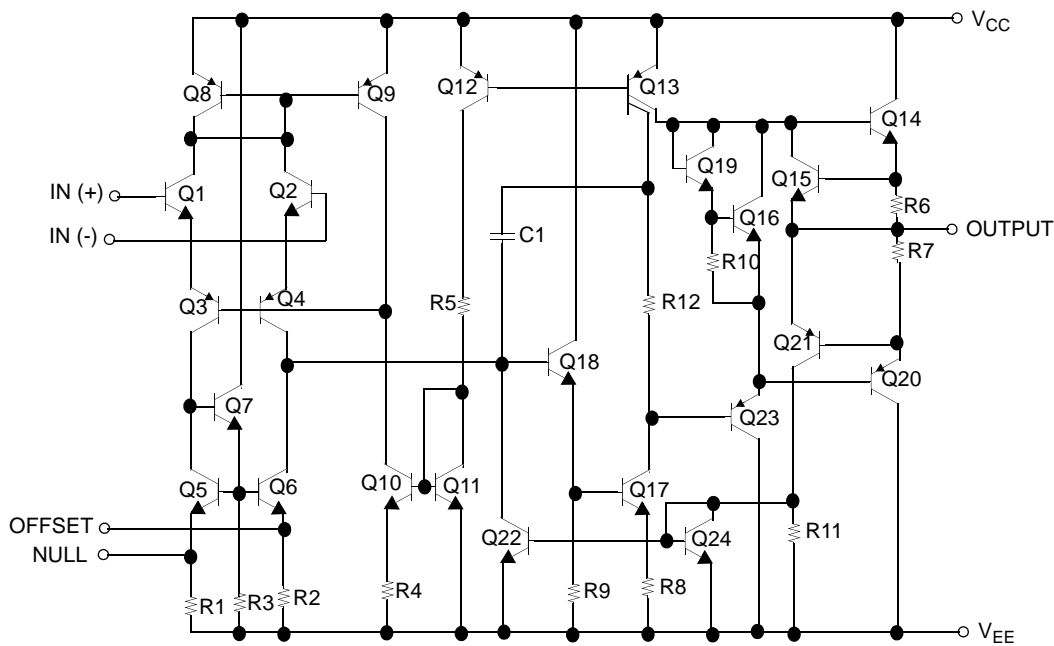 VCC
Q8
Q9
Q12
Q13
Q14
Q19
Q15
IN (+)
Q1
Q2
Q16
R6
IN (-)
C1
OUTPUT
R7
R10
Q3
Q4
R5
R12
Q21
Q18
Q20
Q7
Q23
Q5
Q6
Q10
Q11
Q17
OFFSET
Q22
Q24
R11
NULL
R1
R3
R2
R4
R9
R8
VEE